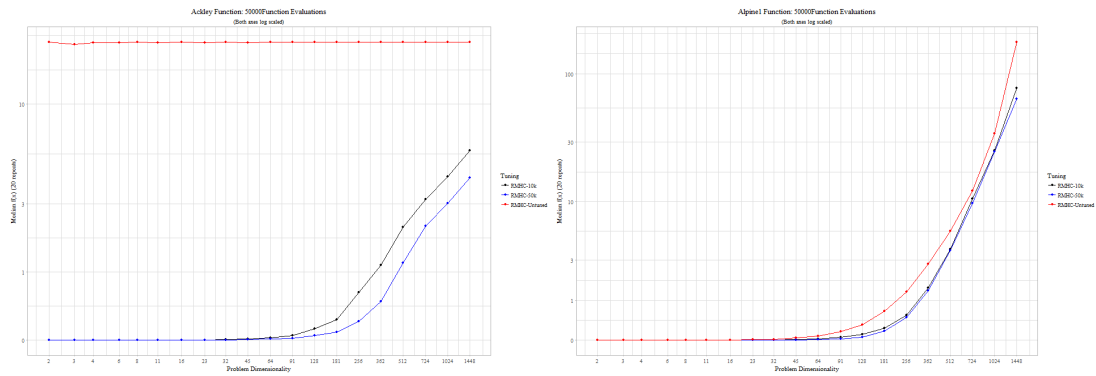 Ackley Function: 50000Function Evaluations
(Both axes log scaled)
Median f(x) (20 repeats)
10
3
1
0
2 3 4 6 8 11 16 23 32 45 64 91 128 181 256 362 512 724 1024 1448
Problem Dimensionality
Tuning
RMHC-10k
RMHC-50k
RMHC-Untuned
Alpine1 Function: 50000Function Evaluations
(Both axes log scaled)
Median f(x) (20 repeats)
100
30
10
3
1
0
2 3 4 6 8 11 16 23 32 45 64 91 128 181 256 362 512 724 1024 1448
Problem Dimensionality
Tuning
RMHC-10k
RMHC-50k
RMHC-Untuned